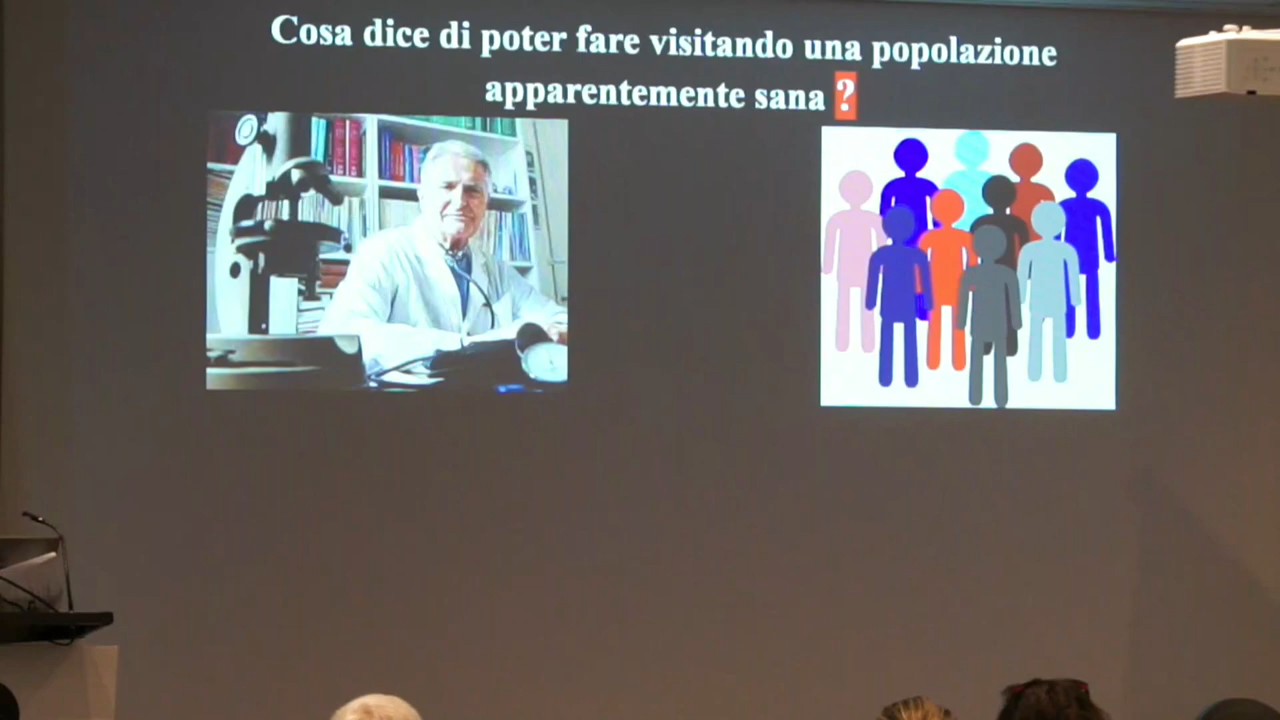 Cosa dice di poter fare visitando una popolazione
apparentemente sana ?